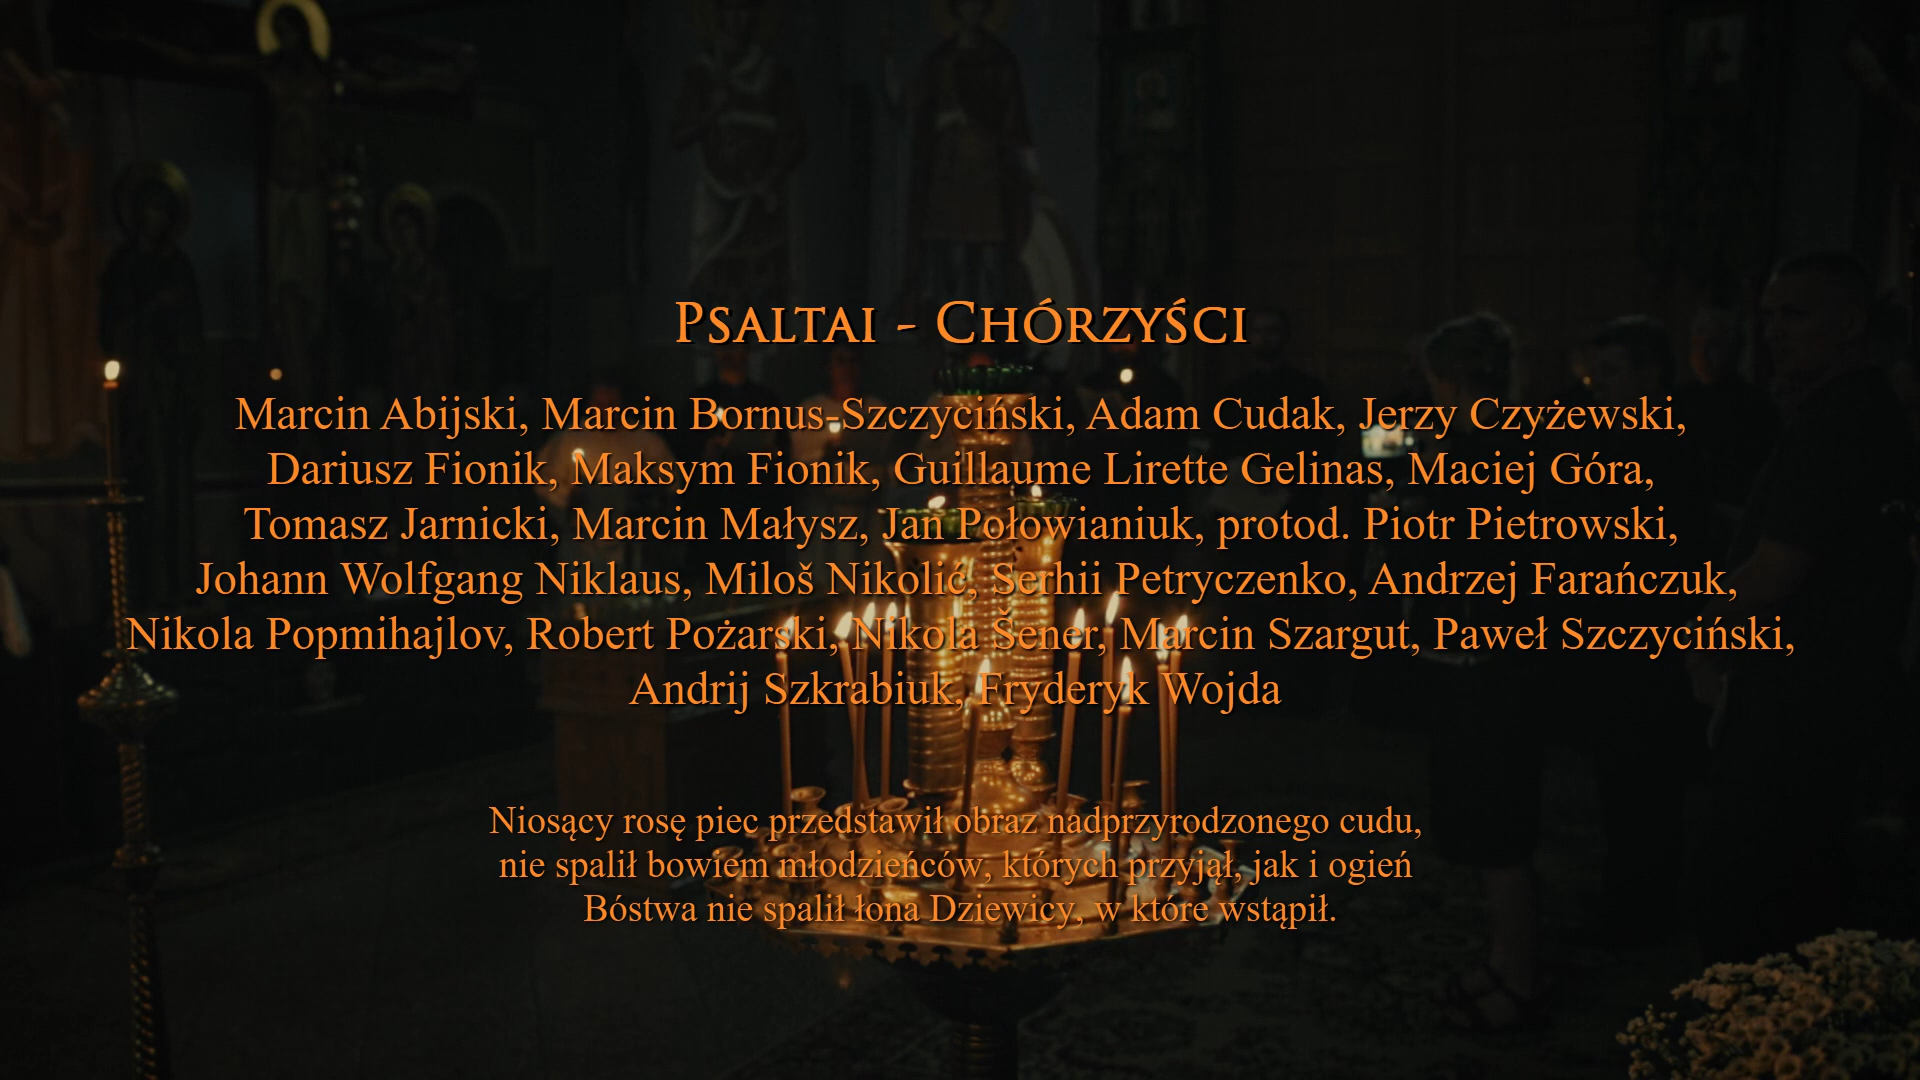 Psaltai - Chórzyści
Marcin Abijski, Marcin Bornus-Szczyciński, Adam Cudak, Jerzy Czyżewski,
Dariusz Fionik, Maksym Fionik, Guillaume Lirette Gelinas, Maciej Góra,
Tomasz Jarnicki, Marcin Małysz, Jan Połowianiuk, protod. Piotr Pietrowski,
Johann Wolfgang Niklaus, Miloš Nikolić, Serhii Petryczenko, Andrzej Farańczuk,
Nikola Popmihajlov, Robert Pożarski, Nikola Šener, Marcin Szargut, Paweł Szczyciński,
Andrij Szkrabiuk, Fryderyk Wojda
Niosący rosę piec przedstawił obraz nadprzyrodzonego cudu,
nie spalił bowiem młodzieńców, których przyjął, jak i ogień
Bóstwa nie spalił łona Dziewicy, w które wstąpił.